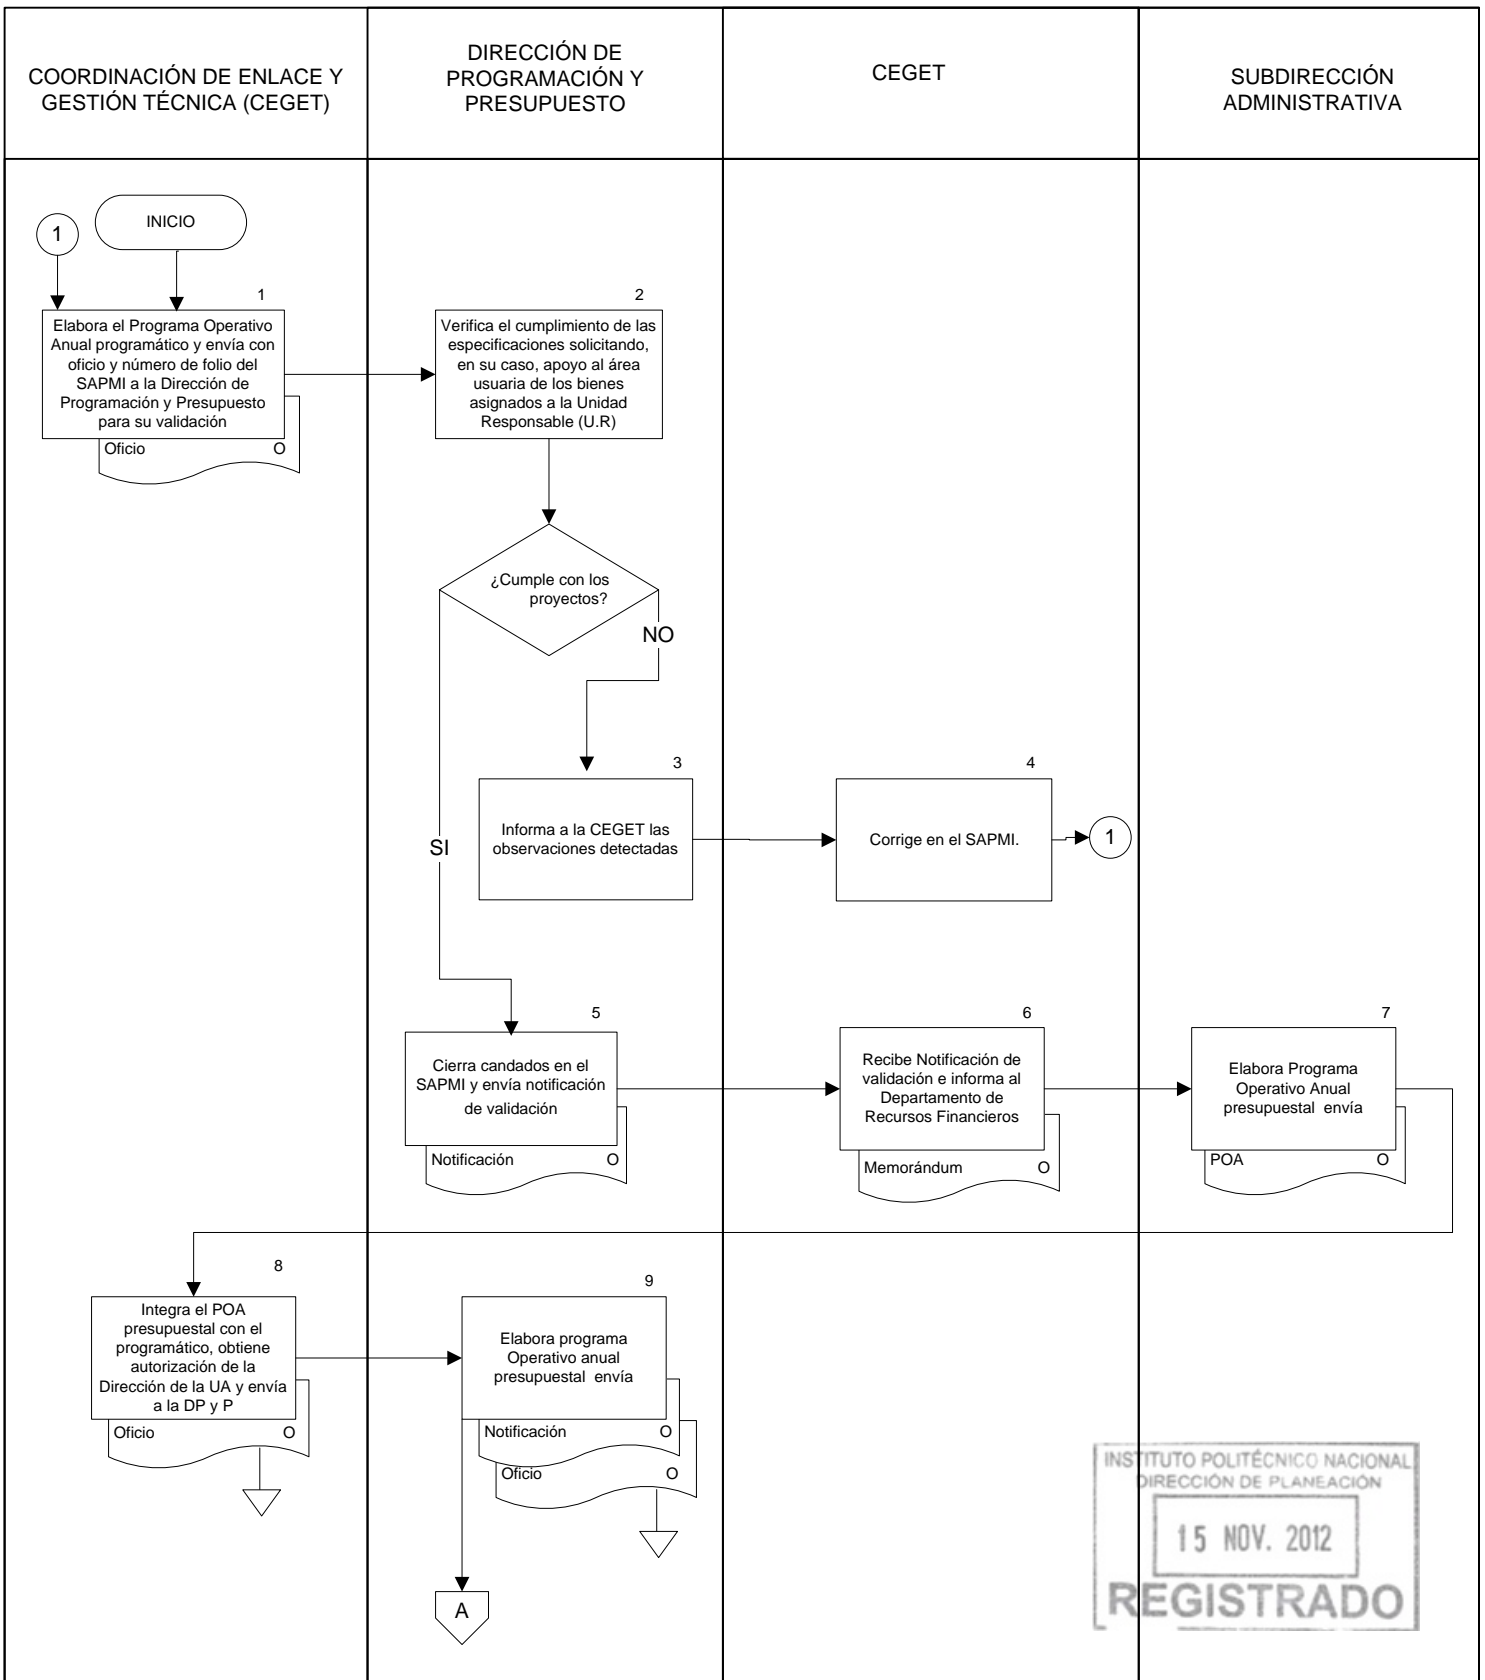 COORDINACIÓN DE ENLACE Y
GESTIÓN TÉCNICA (CEGET)
DIRECCIÓN DE
PROGRAMACIÓN Y
PRESUPUESTO
CEGET
SUBDIRECCIÓN
ADMINISTRATIVA
1
INICIO
1
Elabora el Programa Operativo
Anual programático y envía con
oficio y número de folio del
SAPMI a la Dirección de
Programación y Presupuesto
para su validación
Oficio O
2
Verifica el cumplimiento de las
especificaciones solicitando,
en su caso, apoyo al área
usuaria de los bienes
asignados a la Unidad
Responsable (U.R)
¿Cumple con los
proyectos?
NO
SI
3
Informa a la CEGET las
observaciones detectadas
4
Corrige en el SAPMI.
1
5
Cierra candados en el
SAPMI y envía notificación
de validación
Notificación O
6
Recibe Notificación de
validación e informa al
Departamento de
Recursos Financieros
Memorándum O
7
Elabora Programa
Operativo Anual
presupuestal envía
POA O
8
Integra el POA
presupuestal con el
programático, obtiene
autorización de la
Dirección de la UA y envía
a la DP y P
Oficio O
9
Elabora programa
Operativo anual
presupuestal envía
Notificación O
Oficio O
A
INSTITUTO POLITÉCNICO NACIONAL
DIRECCIÓN DE PLANEACIÓN
15 NOV. 2012
REGISTRADO